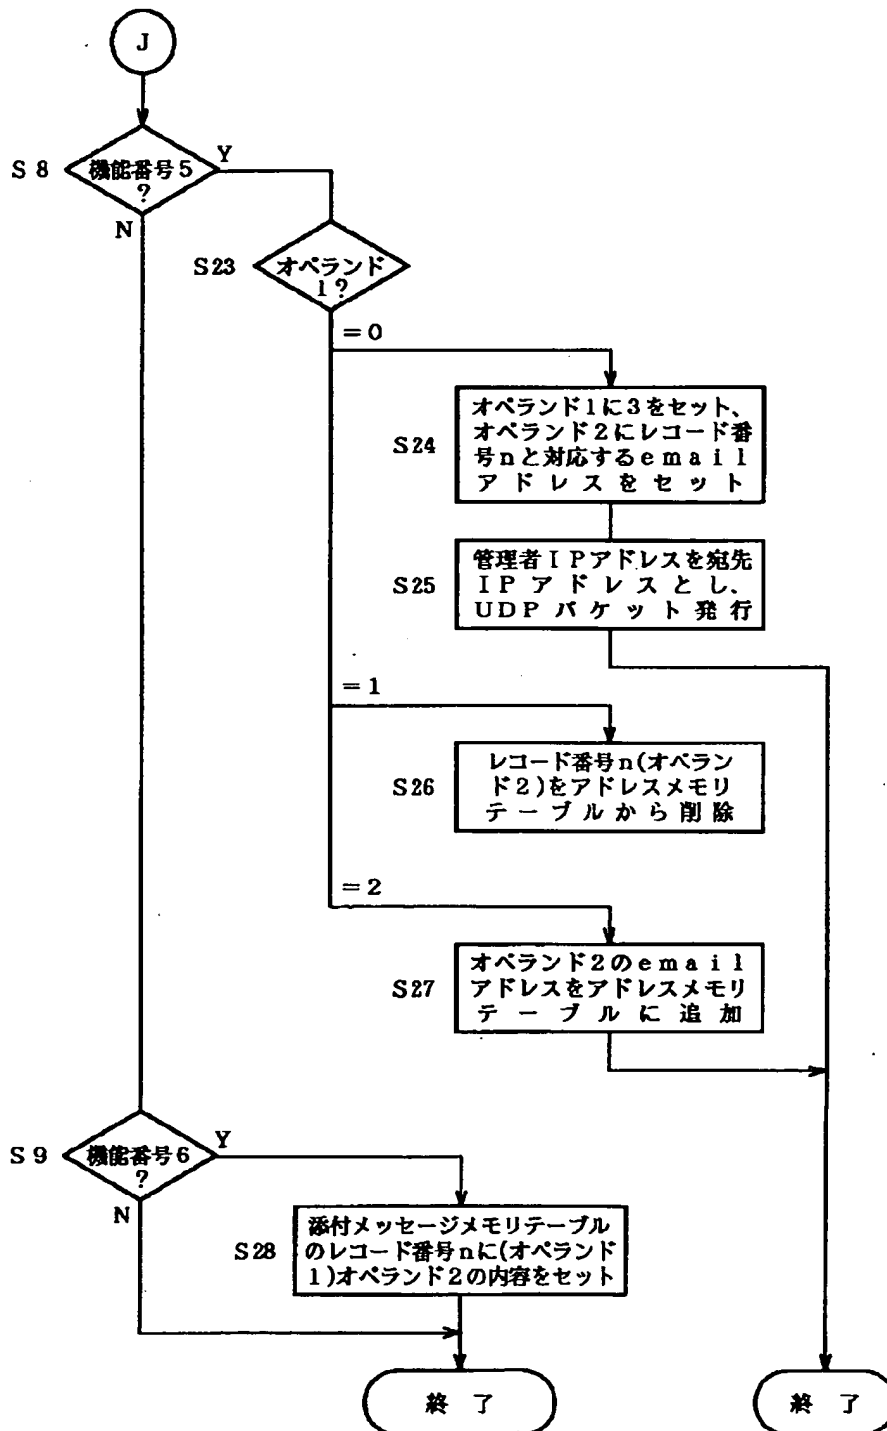 J
S8
機能番号5
?
Y
N
S23
オペランド
1?
=0
S24
オペランド1に3をセット、
オペランド2にレコード番
号nと対応するemail
アドレスをセット
S25
管理者IPアドレスを宛先
IPアドレスとし、
UDPパケット発行
=1
S26
レコード番号n(オペラン
ド2)をアドレスメモリ
テーブルから削除
=2
S27
オペランド2のemail
アドレスをアドレスメモリ
テーブルに追加
S9
機能番号6
?
Y
N
S28
添付メッセージメモリテーブル
のレコード番号nに(オペランド
1)オペランド2の内容をセット
終了
終了